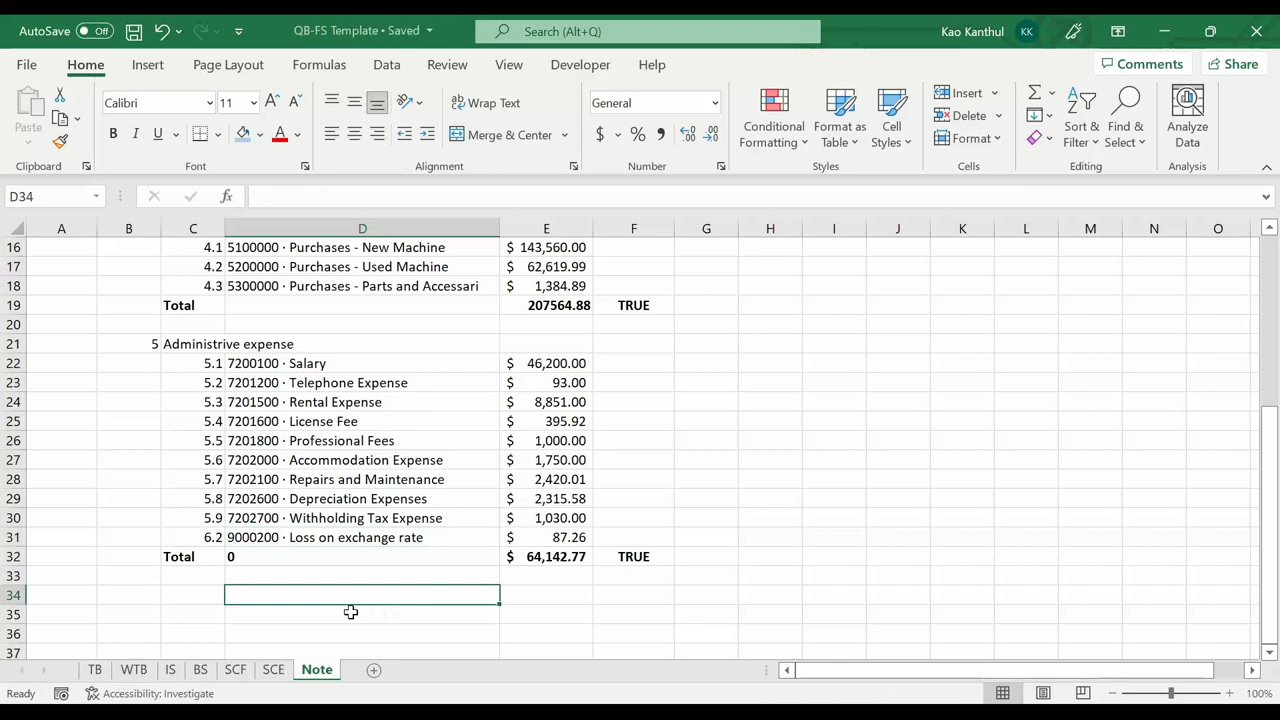 AutoSave Off QB-FS Template • Saved Search (Alt+Q) Kao Kanthul KK
File Home Insert Page Layout Formulas Data Review View Developer Help Comments Share
Paste Calibri 11 A A Wrap Text General Conditional Formatting Format as Table Cell Styles Insert Delete Format Sort & Filter Find & Select Analyze Data
B I U A Merge & Center $ % 9
Clipboard Font Alignment Number Styles Cells Editing Analysis
D34 fx
A B C D E F G H I J K L M N O
16 4.1 5100000 · Purchases - New Machine $ 143,560.00
17 4.2 5200000 · Purchases - Used Machine $ 62,619.99
18 4.3 5300000 · Purchases - Parts and Accessari $ 1,384.89
19 Total 207564.88 TRUE
20
21 5 Administrive expense
22 5.1 7200100 · Salary $ 46,200.00
23 5.2 7201200 · Telephone Expense $ 93.00
24 5.3 7201500 · Rental Expense $ 8,851.00
25 5.4 7201600 · License Fee $ 395.92
26 5.5 7201800 · Professional Fees $ 1,000.00
27 5.6 7202000 · Accommodation Expense $ 1,750.00
28 5.7 7202100 · Repairs and Maintenance $ 2,420.01
29 5.8 7202600 · Depreciation Expenses $ 2,315.58
30 5.9 7202700 · Withholding Tax Expense $ 1,030.00
31 6.2 9000200 · Loss on exchange rate $ 87.26
32 Total 0 $ 64,142.77 TRUE
33
34
35
36
37
TB WTB IS BS SCF SCE Note
Ready Accessibility: Investigate 100%